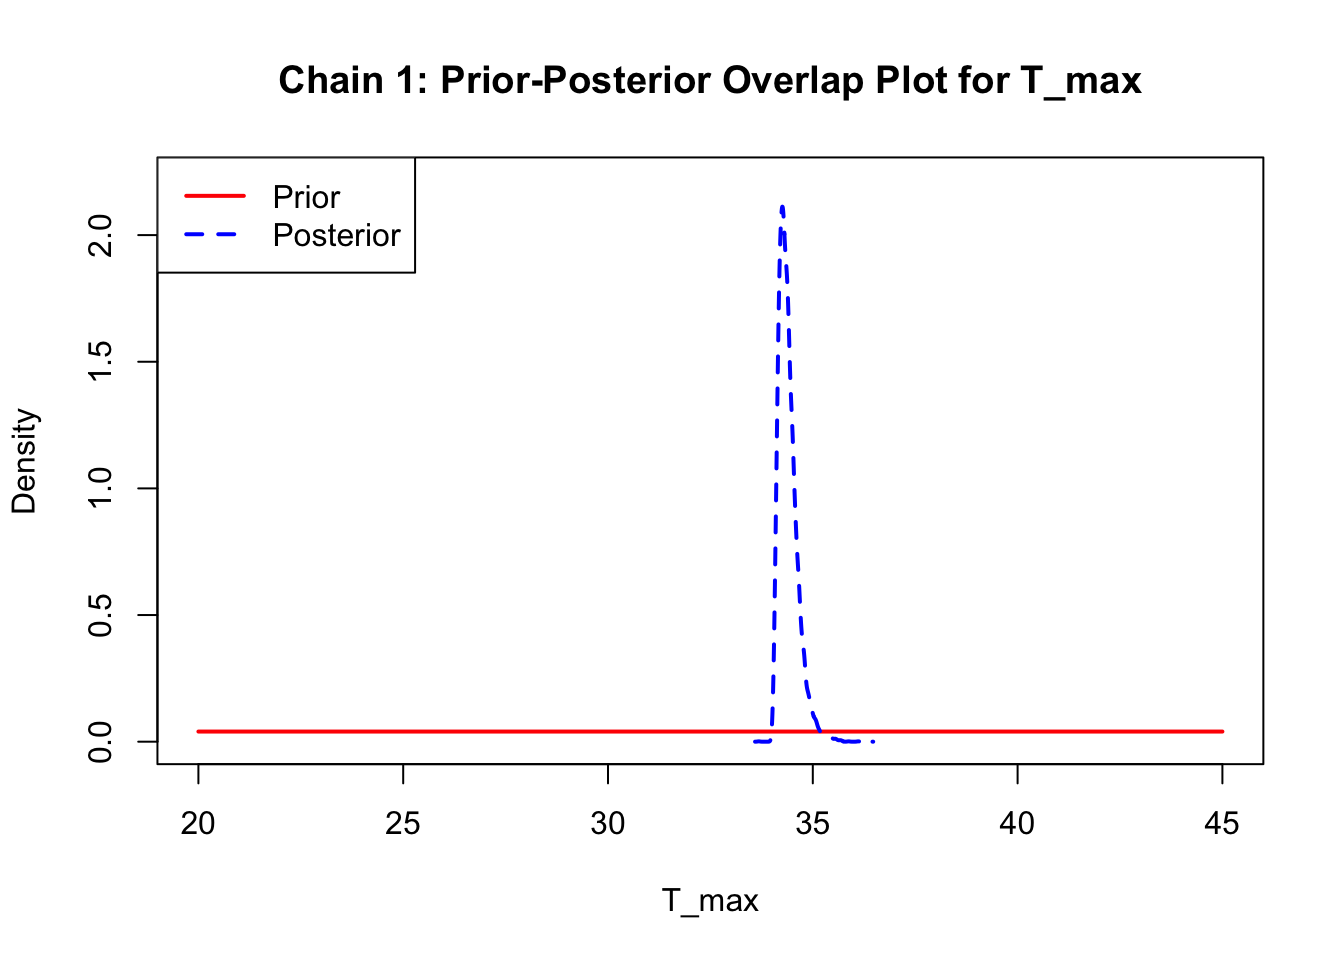 Chain 1: Prior-Posterior Overlap Plot for T_max
Prior
Posterior
Density
2.0
1.5
1.0
0.5
0.0
20 25 30 35 40 45
T_max